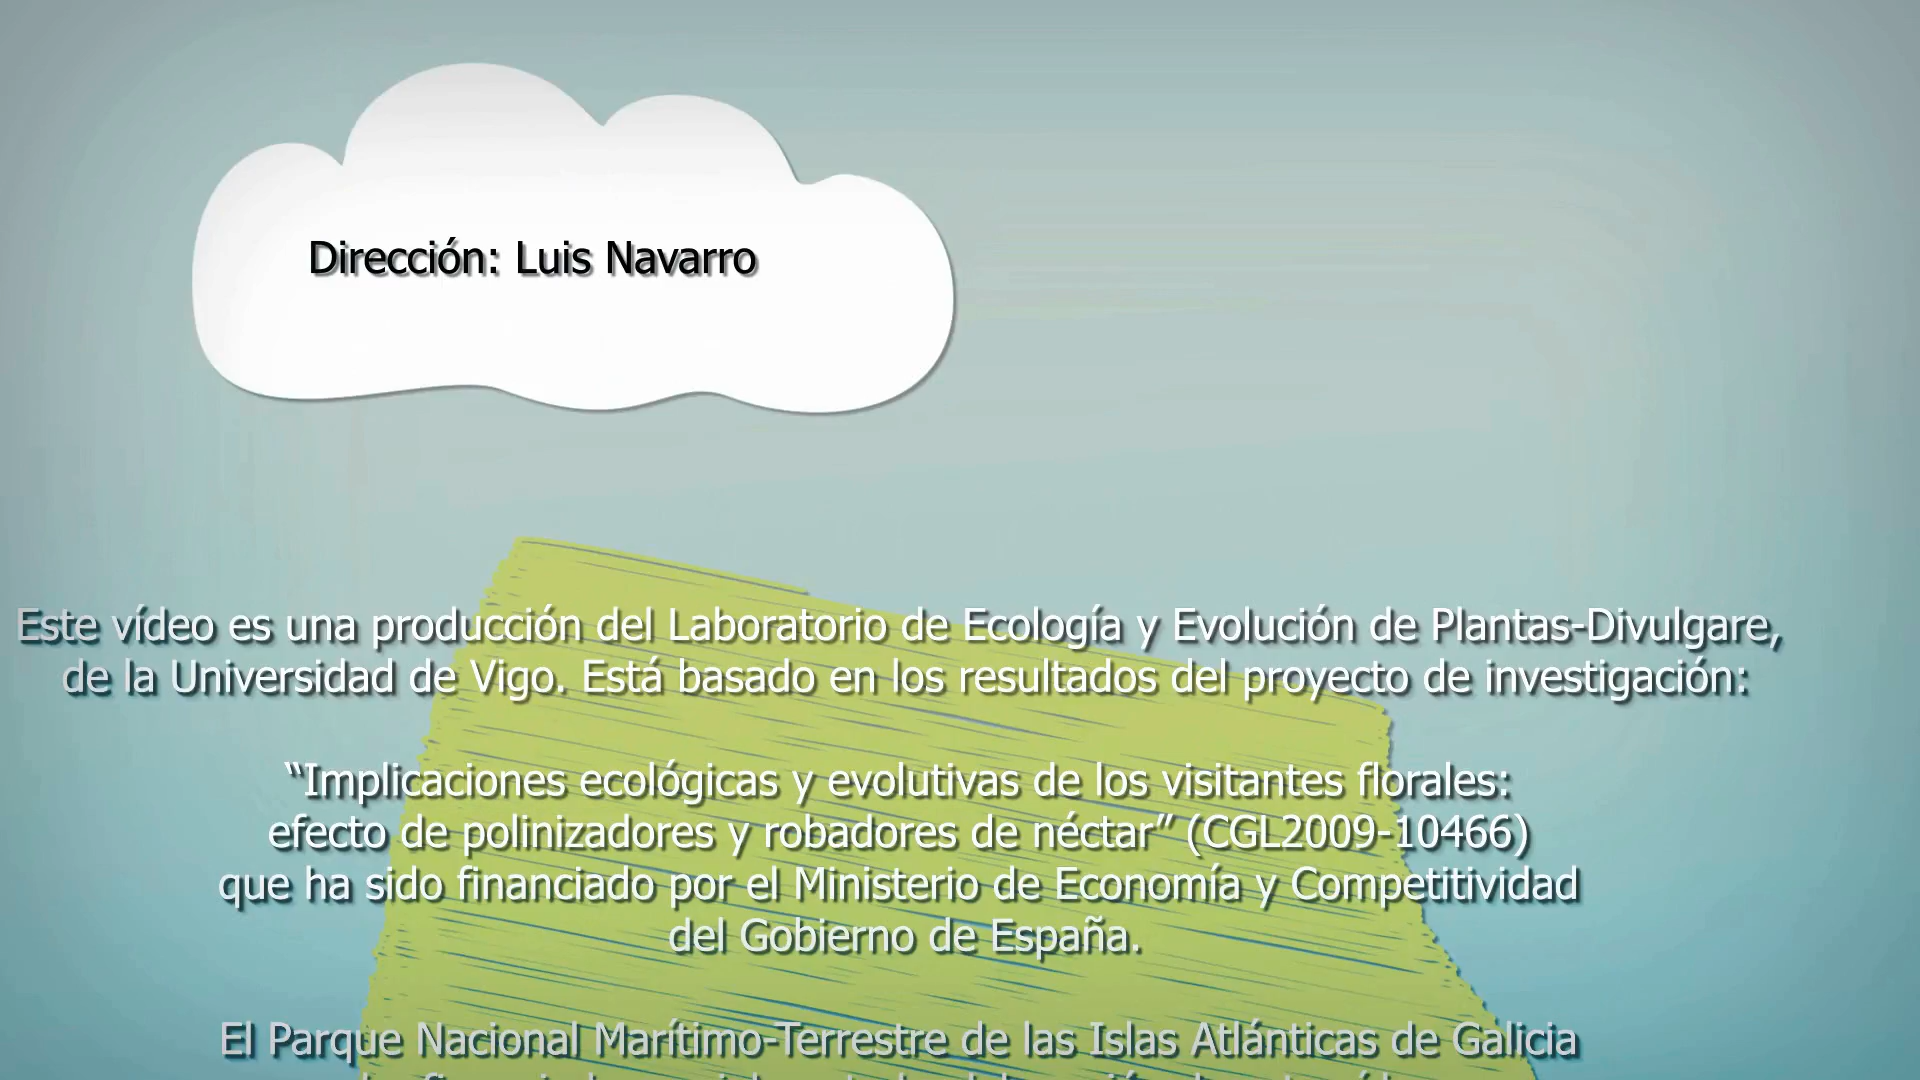 Dirección: Luis Navarro
Este vídeo es una producción del Laboratorio de Ecología y Evolución de Plantas-Divulgare,
de la Universidad de Vigo. Está basado en los resultados del proyecto de investigación:
“Implicaciones ecológicas y evolutivas de los visitantes florales:
efecto de polinizadores y robadores de néctar” (CGL2009-10466)
que ha sido financiado por el Ministerio de Economía y Competitividad
del Gobierno de España.
El Parque Nacional Marítimo-Terrestre de las Islas Atlánticas de Galicia